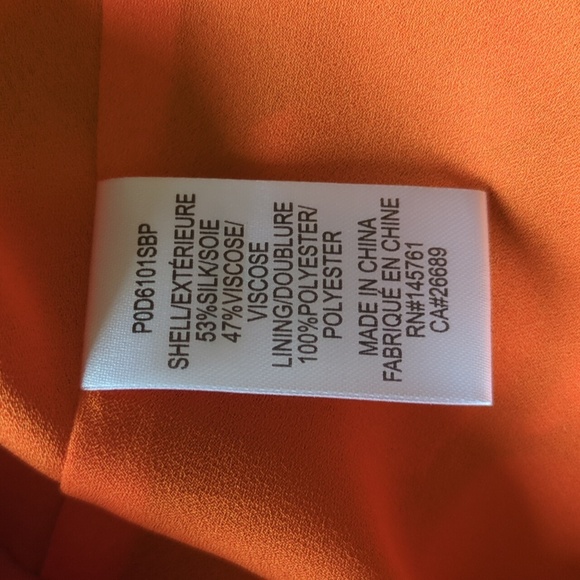 P0D6101SBP
SHELL/EXTÉRIEURE
53%SILK/SOIE
47%VISCOSE/
VISCOSE
LINING/DOUBLURE
100%POLYESTER/
POLYESTER
MADE IN CHINA
FABRIQUÉ EN CHINE
RN#145761
CA#26689